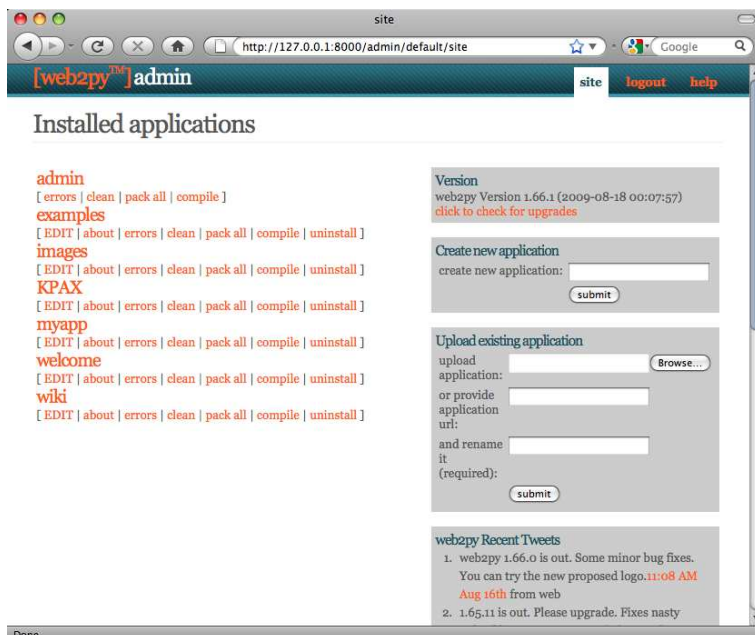 site
http://127.0.0.1:8000/admin/default/site
Google
[web2py™]admin
site logout help
Installed applications
admin
[ errors | clean | pack all | compile ]
examples
[ EDIT | about | errors | clean | pack all | compile | uninstall ]
images
[ EDIT | about | errors | clean | pack all | compile | uninstall ]
KPAX
[ EDIT | about | errors | clean | pack all | compile | uninstall ]
myapp
[ EDIT | about | errors | clean | pack all | compile | uninstall ]
welcome
[ EDIT | about | errors | clean | pack all | compile | uninstall ]
wiki
[ EDIT | about | errors | clean | pack all | compile | uninstall ]
Version
web2py Version 1.66.1 (2009-08-18 00:07:57)
click to check for upgrades
Create new application
create new application:
submit
Upload existing application
upload
application:
Browse...
or provide
application
url:
and rename
it
(required):
submit
web2py Recent Tweets
1. web2py 1.66.0 is out. Some minor bug fixes.
You can try the new proposed logo.11:08 AM
Aug 16th from web
2. 1.65.11 is out. Please upgrade. Fixes nasty
Done